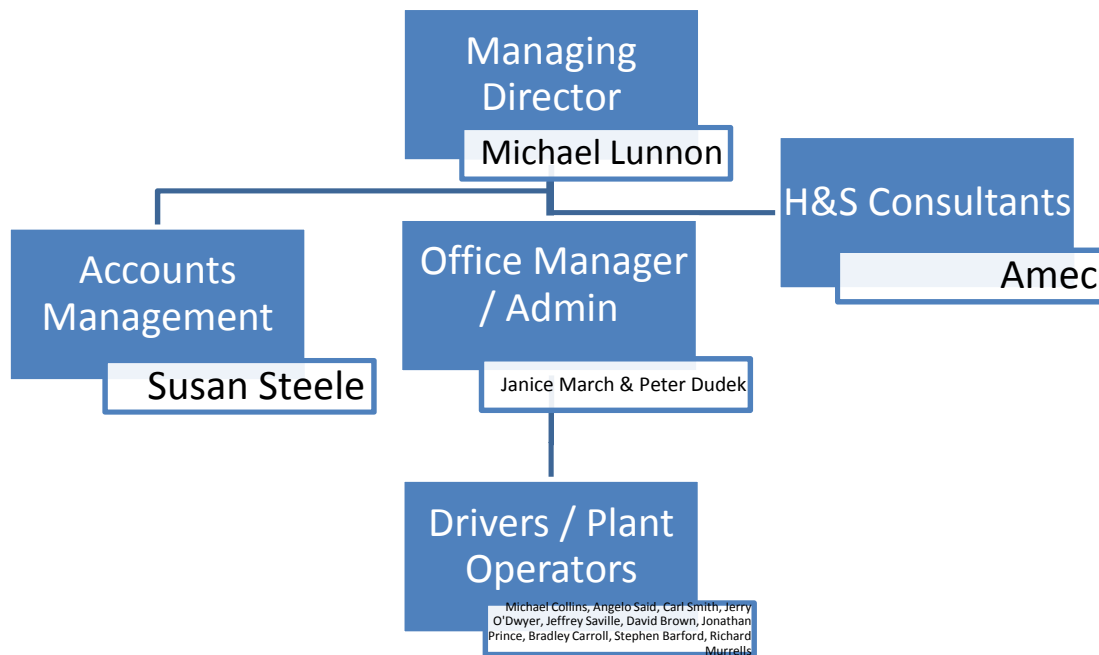 Managing
Director
Michael Lunnon
H&S Consultants
Amec
Accounts
Management
Susan Steele
Office Manager
/ Admin
Janice March & Peter Dudek
Drivers / Plant
Operators
Michael Collins, Angelo Said, Carl Smith, Jerry
O'Dwyer, Jeffrey Saville, David Brown, Jonathan
Prince, Bradley Carroll, Stephen Barford, Richard
Murrells